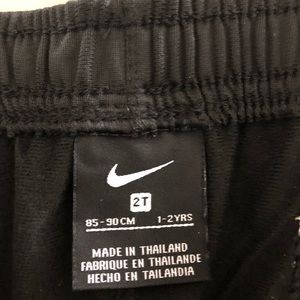 2T
85-90CM 1-2YRS
MADE IN THAILAND
FABRIQUE EN THAILANDE
HECHO EN TAILANDIA